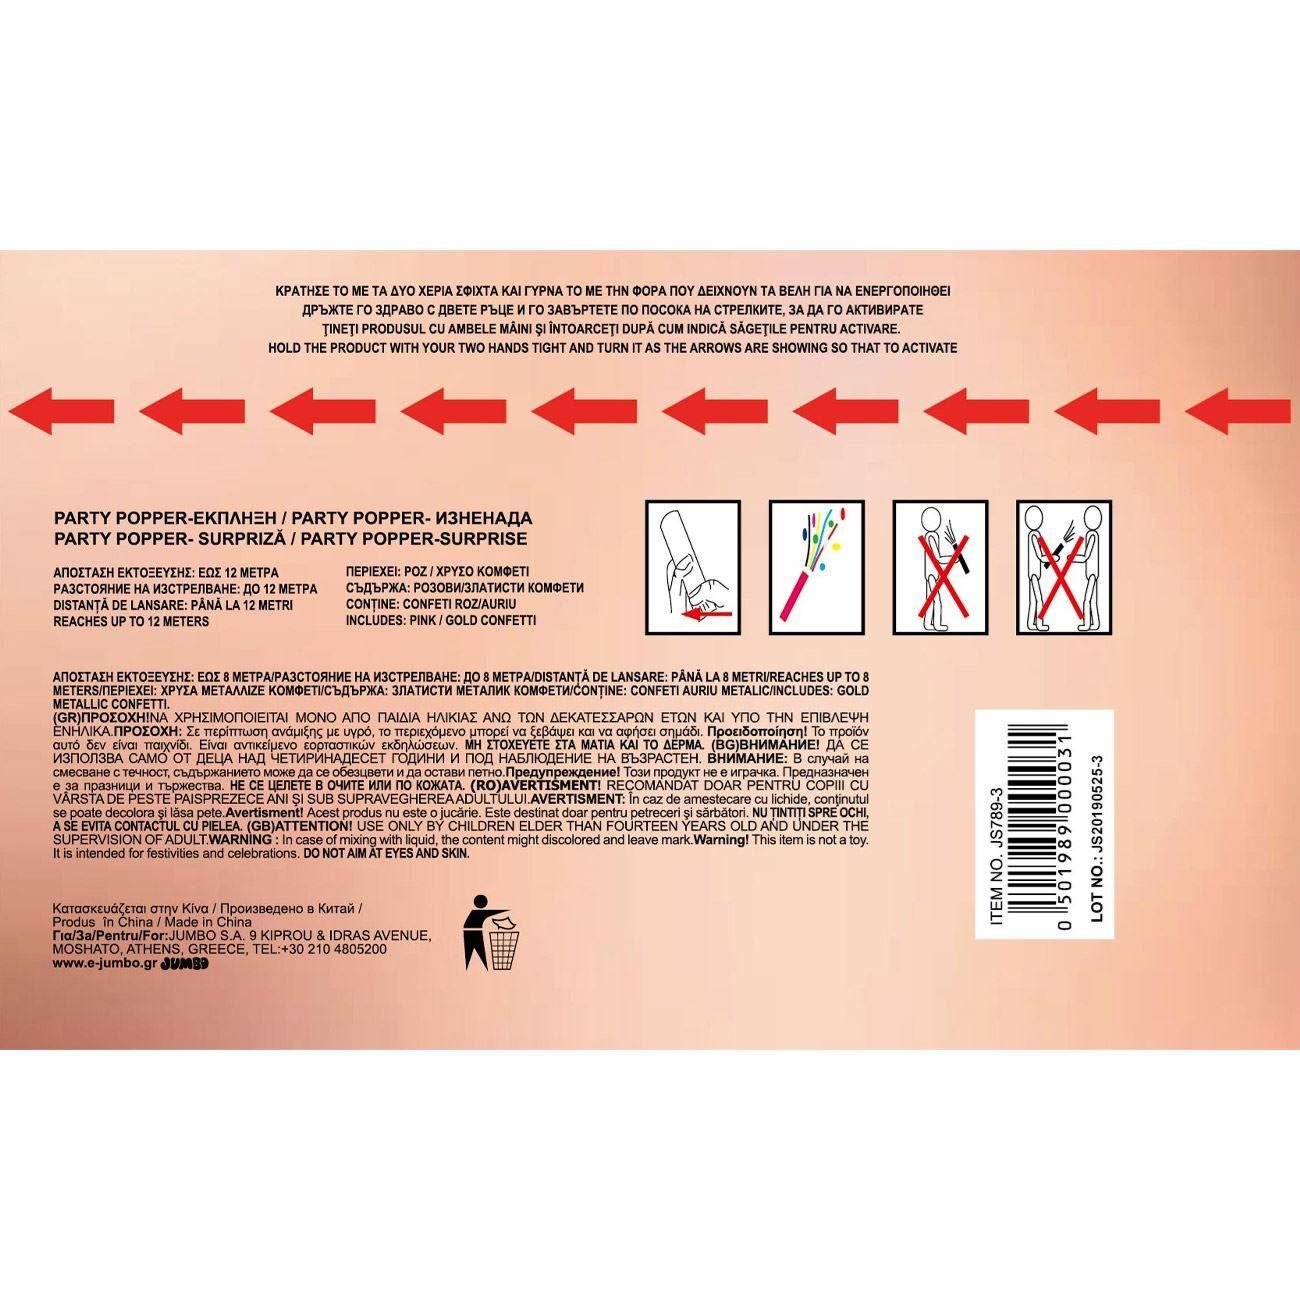 ΚΡΑΤΗΣΕ ΤΟ ΜΕ ΤΑ ΔΥΟ ΧΕΡΙΑ ΣΦΙΧΤΑ ΚΑΙ ΓΥΡΝΑ ΤΟ ΜΕ ΤΗΝ ΦΟΡΑ ΠΟΥ ΔΕΙΧΝΟΥΝ ΤΑ ΒΕΛΗ ΓΙΑ ΝΑ ΕΝΕΡΓΟΠΟΙΗΘΕΙ
ДРЪЖТЕ ГО ЗДРАВО С ДВЕТЕ РЪЦЕ И ГО ЗАВЪРТЕТЕ ПО ПОСОКА НА СТРЕЛКИТЕ, ЗА ДА ГО АКТИВИРАТЕ
ȚINEȚI PRODUSUL CU AMBELE MÂINI ȘI ÎNTOARCEȚI DUPĂ CUM INDICĂ SĂGEȚILE PENTRU ACTIVARE.
HOLD THE PRODUCT WITH YOUR TWO HANDS TIGHT AND TURN IT AS THE ARROWS ARE SHOWING SO THAT TO ACTIVATE
PARTY POPPER-ΕΚΠΛΗΞΗ / PARTY POPPER- ИЗНЕНАДА
PARTY POPPER- SURPRIZĂ / PARTY POPPER-SURPRISE
ΑΠΟΣΤΑΣΗ ΕΚΤΟΞΕΥΣΗΣ: ΕΩΣ 12 ΜΕΤΡΑ
РАЗСТОЯНИЕ НА ИЗСТРЕЛВАНЕ: ДО 12 МЕТРА
DISTANȚĂ DE LANSARE: PÂNĂ LA 12 METRI
REACHES UP TO 12 METERS
ΠΕΡΙΕΧΕΙ: ΡΟΖ / ΧΡΥΣΟ ΚΟΜΦΕΤΙ
СЪДЪРЖА: РОЗОВИ/ЗЛАТИСТИ КОМФЕТИ
CONȚINE: CONFETI ROZ/AURIU
INCLUDES: PINK / GOLD CONFETTI
ΑΠΟΣΤΑΣΗ ΕΚΤΟΞΕΥΣΗΣ: ΕΩΣ 8 ΜΕΤΡΑ/РАЗСТОЯНИЕ НА ИЗСТРЕЛВАНЕ: ДО 8 МЕТРА/DISTANȚĂ DE LANSARE: PÂNĂ LA 8 METRI/REACHES UP TO 8
METERS/ΠΕΡΙΕΧΕΙ: ΧΡΥΣΑ ΜΕΤΑΛΛΙΖΕ ΚΟΜΦΕΤΙ/СЪДЪРЖА: ЗЛАТИСТИ МЕТАЛИК КОМФЕТИ/CONȚINE: CONFETI AURIU METALIC/INCLUDES: GOLD
METALLIC CONFETTI.
(GR)ΠΡΟΣΟΧΗ!ΝΑ ΧΡΗΣΙΜΟΠΟΙΕΙΤΑΙ ΜΟΝΟ ΑΠΟ ΠΑΙΔΙΑ ΗΛΙΚΙΑΣ ΑΝΩ ΤΩΝ ΔΕΚΑΤΕΣΣΑΡΩΝ ΕΤΩΝ ΚΑΙ ΥΠΟ ΤΗΝ ΕΠΙΒΛΕΨΗ
ΕΝΗΛΙΚΑ.ΠΡΟΣΟΧΗ: Σε περίπτωση ανάμιξης με υγρό, το περιεχόμενο μπορεί να ξεβάψει και να αφήσει σημάδι. Προειδοποίηση! Το προϊόν
αυτό δεν είναι παιχνίδι. Είναι αντικείμενο εορταστικών εκδηλώσεων. ΜΗ ΣΤΟΧΕΥΕΤΕ ΣΤΑ ΜΑΤΙΑ ΚΑΙ ΤΟ ΔΕΡΜΑ. (BG)ВНИМАНИЕ! ДА СЕ
ИЗПОЛЗВА САМО ОТ ДЕЦА НАД ЧЕТИРИНАДЕСЕТ ГОДИНИ И ПОД НАБЛЮДЕНИЕ НА ВЪЗРАСТЕН. ВНИМАНИЕ: В случай на
смесване с течност, съдържанието може да се обезцвети и да остави петно.Предупреждение! Този продукт не е играчка. Предназначен
е за празници и тържества. НЕ СЕ ЦЕЛЕТЕ В ОЧИТЕ ИЛИ ПО КОЖАТА. (RO)AVERTISMENT! RECOMANDAT DOAR PENTRU COPIII CU
VÂRSTA DE PESTE PAISPREZECE ANI ȘI SUB SUPRAVEGHEREA ADULTULUI.AVERTISMENT: În caz de amestecare cu lichide, conținutul
se poate decolora și lăsa pete.Avertisment! Acest produs nu este o jucărie. Este destinat doar pentru petreceri și sărbători. NU ȚINTIȚI SPRE OCHI,
A SE EVITA CONTACTUL CU PIELEA. (GB)ATTENTION! USE ONLY BY CHILDREN ELDER THAN FOURTEEN YEARS OLD AND UNDER THE
SUPERVISION OF ADULT.WARNING : In case of mixing with liquid, the content might discolored and leave mark.Warning! This item is not a toy.
It is intended for festivities and celebrations. DO NOT AIM AT EYES AND SKIN.
Κατασκευάζεται στην Κίνα / Произведено в Китай /
Produs în China / Made in China
Για/За/Pentru/For:JUMBO S.A. 9 KIPROU & IDRAS AVENUE,
MOSHATO, ATHENS, GREECE, TEL:+30 210 4805200
www.e-jumbo.gr JUMBO
ITEM NO. JS789-3
0 501989 000031
LOT NO.: JS20190525-3